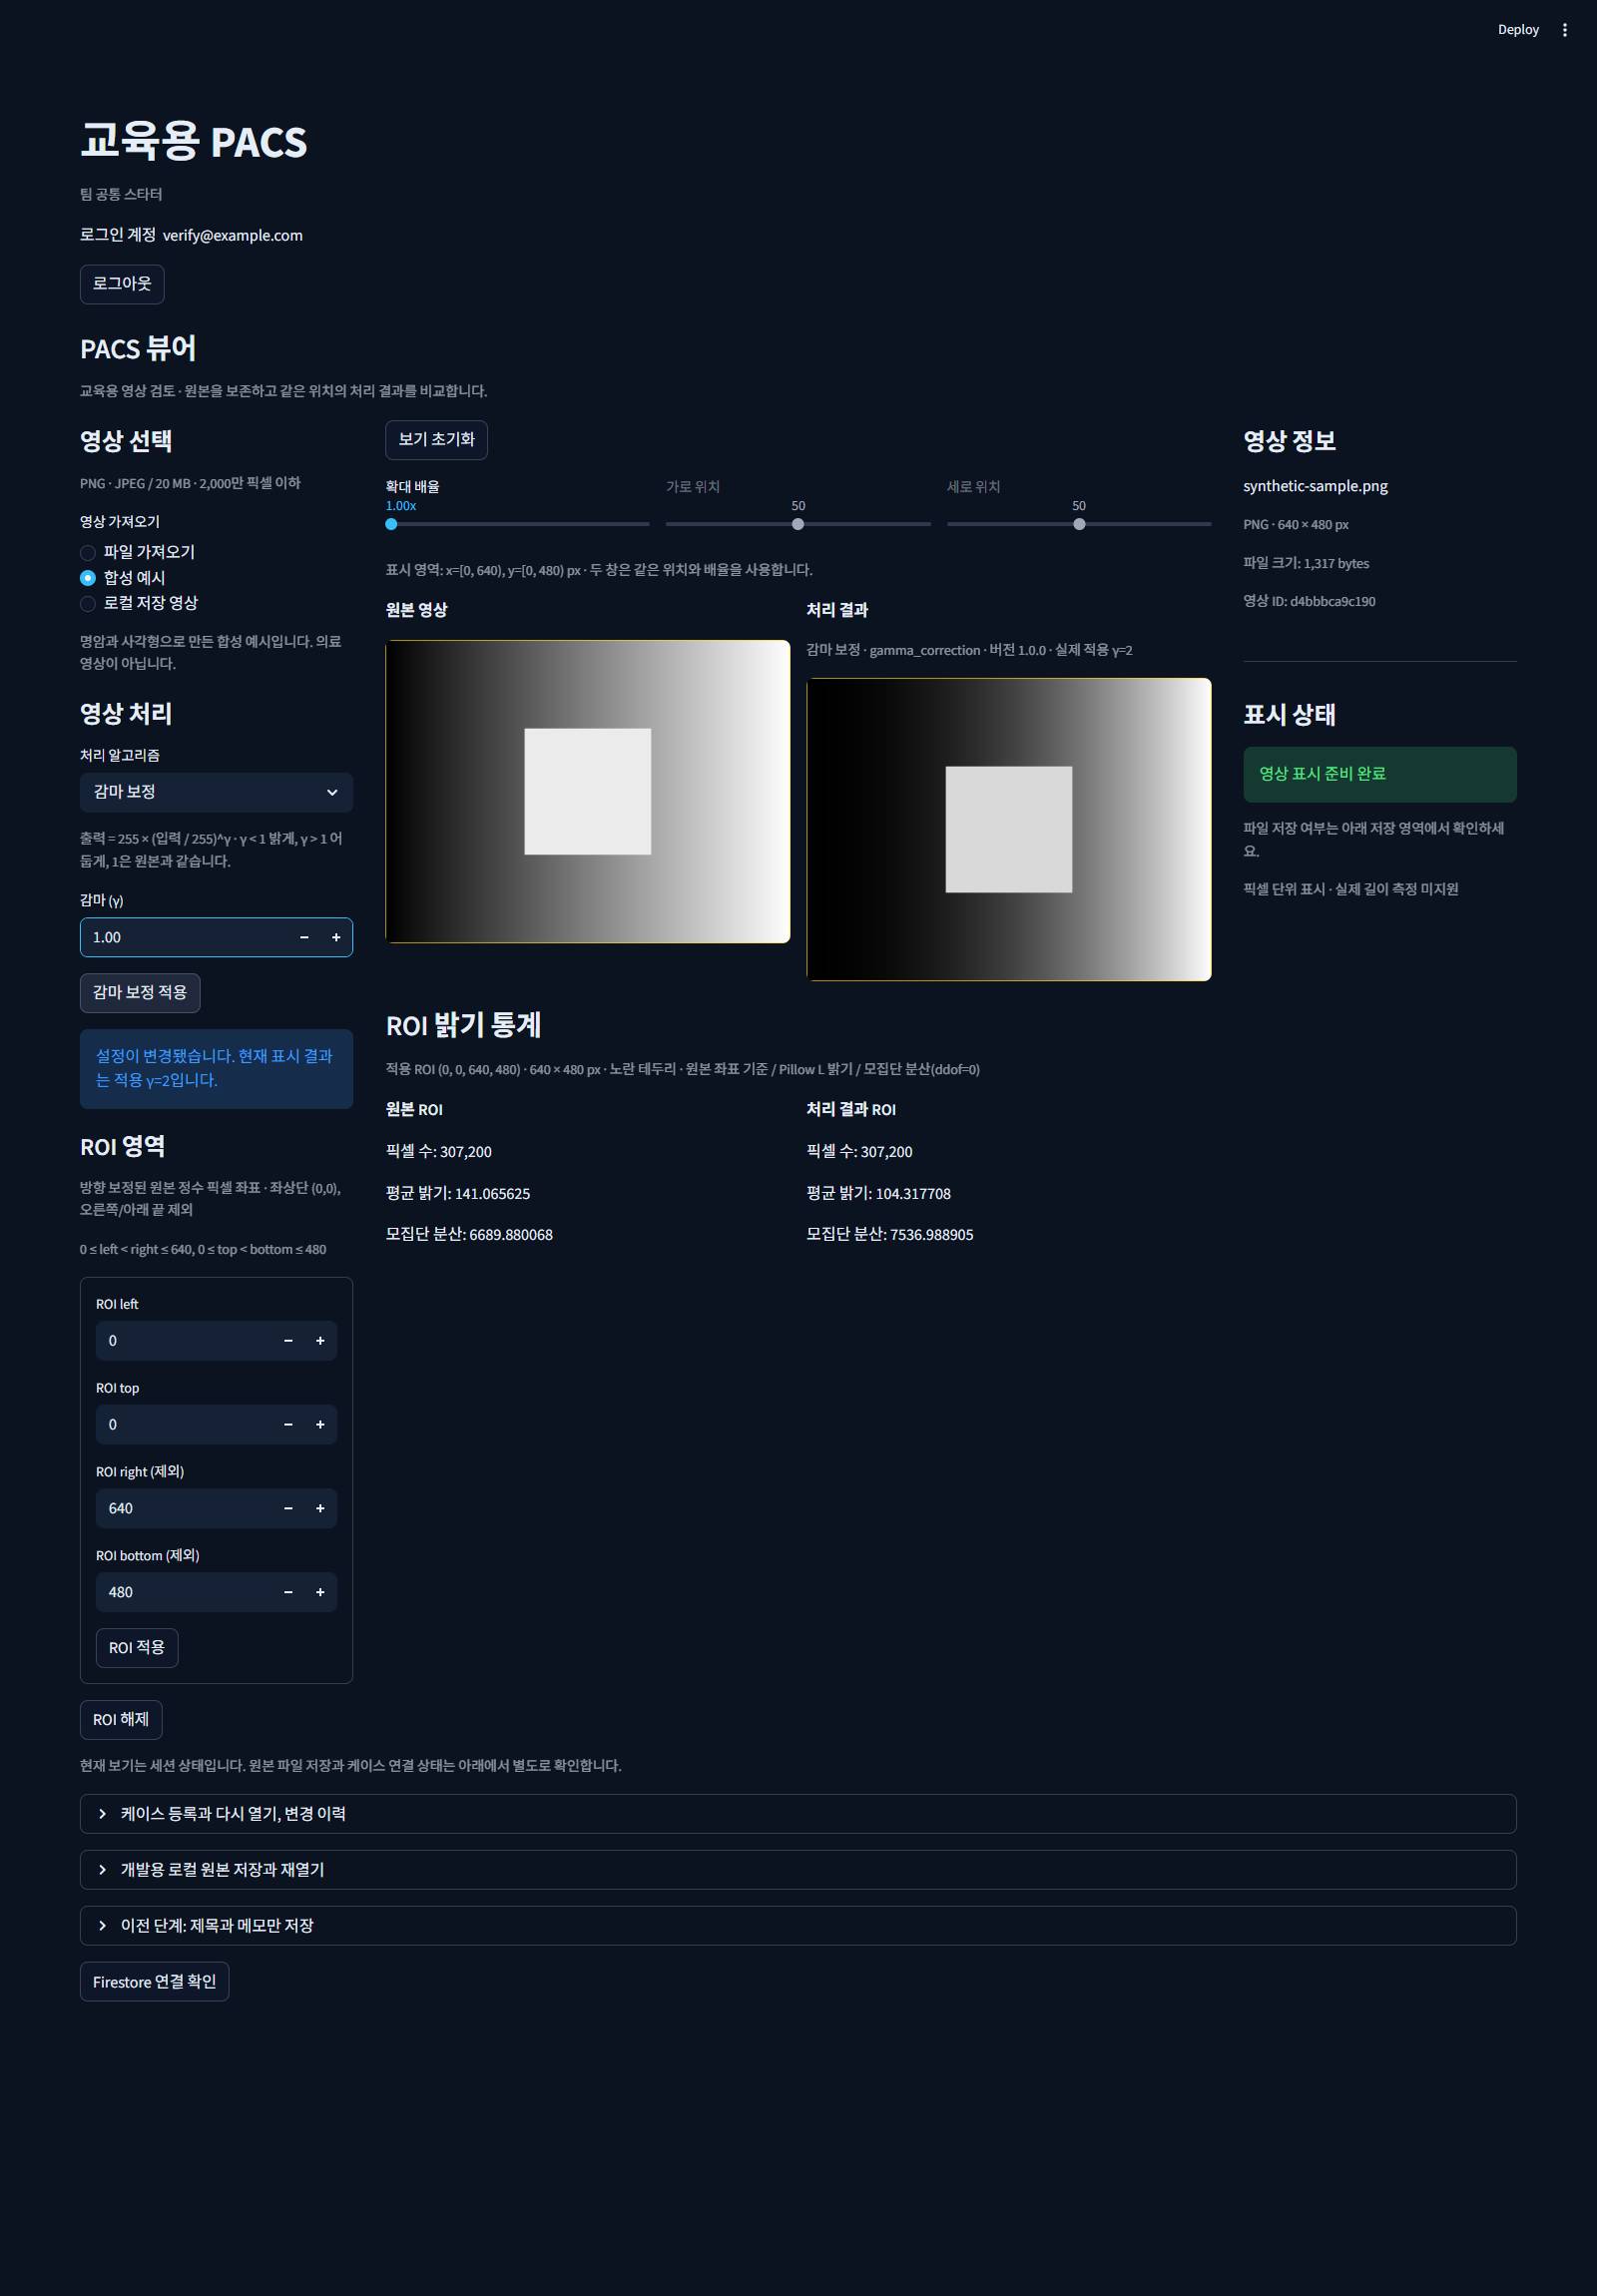 Deploy
교육용 PACS
팀 공통 스타터
로그인 계정 verify@example.com
로그아웃
PACS 뷰어
교육용 영상 검토 · 원본을 보존하고 같은 위치의 처리 결과를 비교합니다.
영상 선택
PNG · JPEG / 20 MB · 2,000만 픽셀 이하
영상 가져오기
파일 가져오기
합성 예시
로컬 저장 영상
명암과 사각형으로 만든 합성 예시입니다. 의료
영상이 아닙니다.
영상 처리
처리 알고리즘
감마 보정
출력 = 255 × (입력 / 255)^γ · γ < 1 밝게, γ > 1 어
둡게, 1은 원본과 같습니다.
감마 (γ)
1.00
감마 보정 적용
설정이 변경됐습니다. 현재 표시 결과
는 적용 γ=2입니다.
ROI 영역
방향 보정된 원본 정수 픽셀 좌표 · 좌상단 (0,0),
오른쪽/아래 끝 제외
0 ≤ left < right ≤ 640, 0 ≤ top < bottom ≤ 480
ROI left
0
ROI top
0
ROI right (제외)
640
ROI bottom (제외)
480
ROI 적용
ROI 해제
보기 초기화
확대 배율
1.00x
가로 위치
50
세로 위치
50
표시 영역: x=[0, 640), y=[0, 480) px · 두 창은 같은 위치와 배율을 사용합니다.
원본 영상
처리 결과
감마 보정 · gamma_correction · 버전 1.0.0 · 실제 적용 γ=2
ROI 밝기 통계
적용 ROI (0, 0, 640, 480) · 640 × 480 px · 노란 테두리 · 원본 좌표 기준 / Pillow L 밝기 / 모집단 분산(ddof=0)
원본 ROI
픽셀 수: 307,200
평균 밝기: 141.065625
모집단 분산: 6689.880068
처리 결과 ROI
픽셀 수: 307,200
평균 밝기: 104.317708
모집단 분산: 7536.988905
영상 정보
synthetic-sample.png
PNG · 640 × 480 px
파일 크기: 1,317 bytes
영상 ID: d4bbbca9c190
표시 상태
영상 표시 준비 완료
파일 저장 여부는 아래 저장 영역에서 확인하세
요.
픽셀 단위 표시 · 실제 길이 측정 미지원
현재 보기는 세션 상태입니다. 원본 파일 저장과 케이스 연결 상태는 아래에서 별도로 확인합니다.
케이스 등록과 다시 열기, 변경 이력
개발용 로컬 원본 저장과 재열기
이전 단계: 제목과 메모만 저장
Firestore 연결 확인